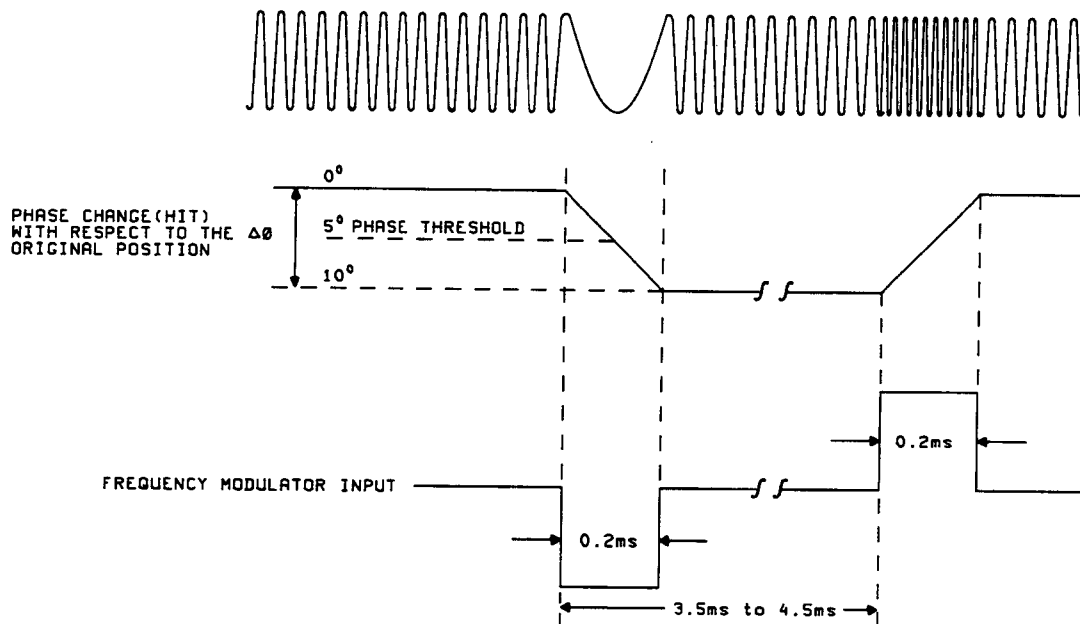 0°
PHASE CHANGE(HIT)
WITH RESPECT TO THE ΔØ
ORIGINAL POSITION
5° PHASE THRESHOLD
10°
0.2ms
FREQUENCY MODULATOR INPUT
0.2ms
3.5ms to 4.5ms